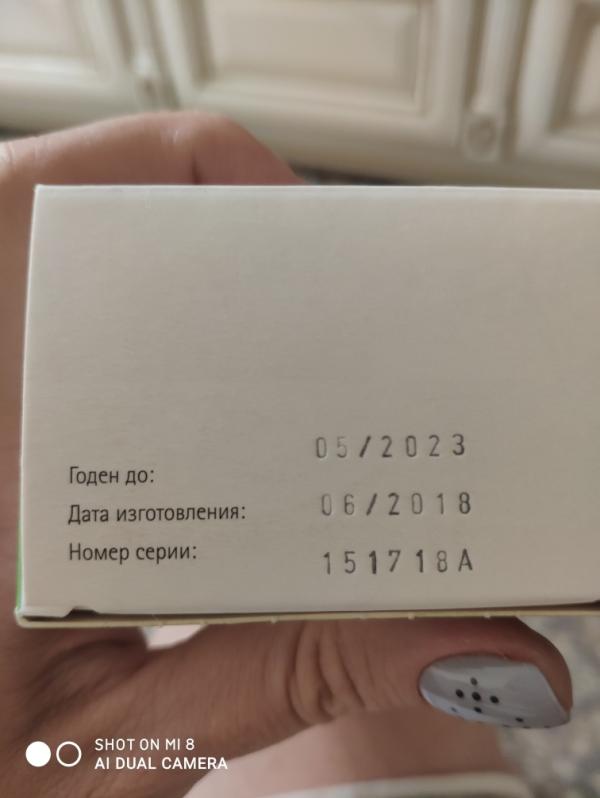 05/2023
Годен до:
06/2018
Дата изготовления:
Номер серии:
151718A
SHOT ON MI 8
AI DUAL CAMERA